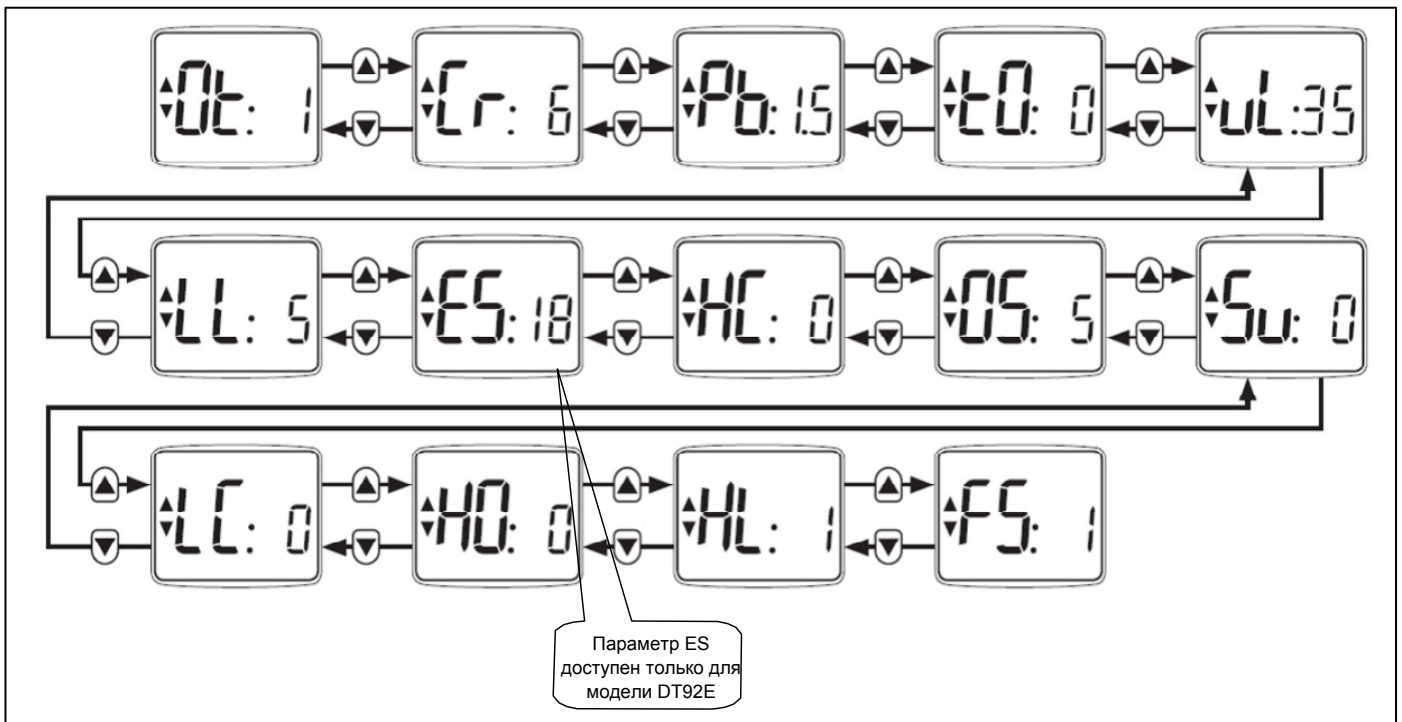 Ot: 1
Cr: 6
Pb:1.5
tO: 0
uL:35
LL: 5
ES:18
HC: 0
OS: 5
Su: 0
LC: 0
HO: 0
HL: 1
FS: 1
Параметр ES
доступен только для
модели DT92E